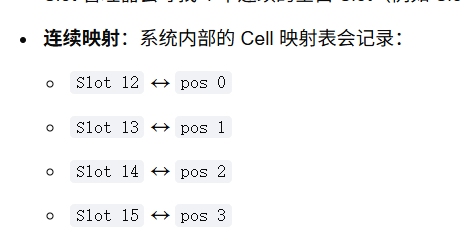 连续映射：系统内部的 Cell 映射表会记录：
Slot 12 ↔ pos 0
Slot 13 ↔ pos 1
Slot 14 ↔ pos 2
Slot 15 ↔ pos 3